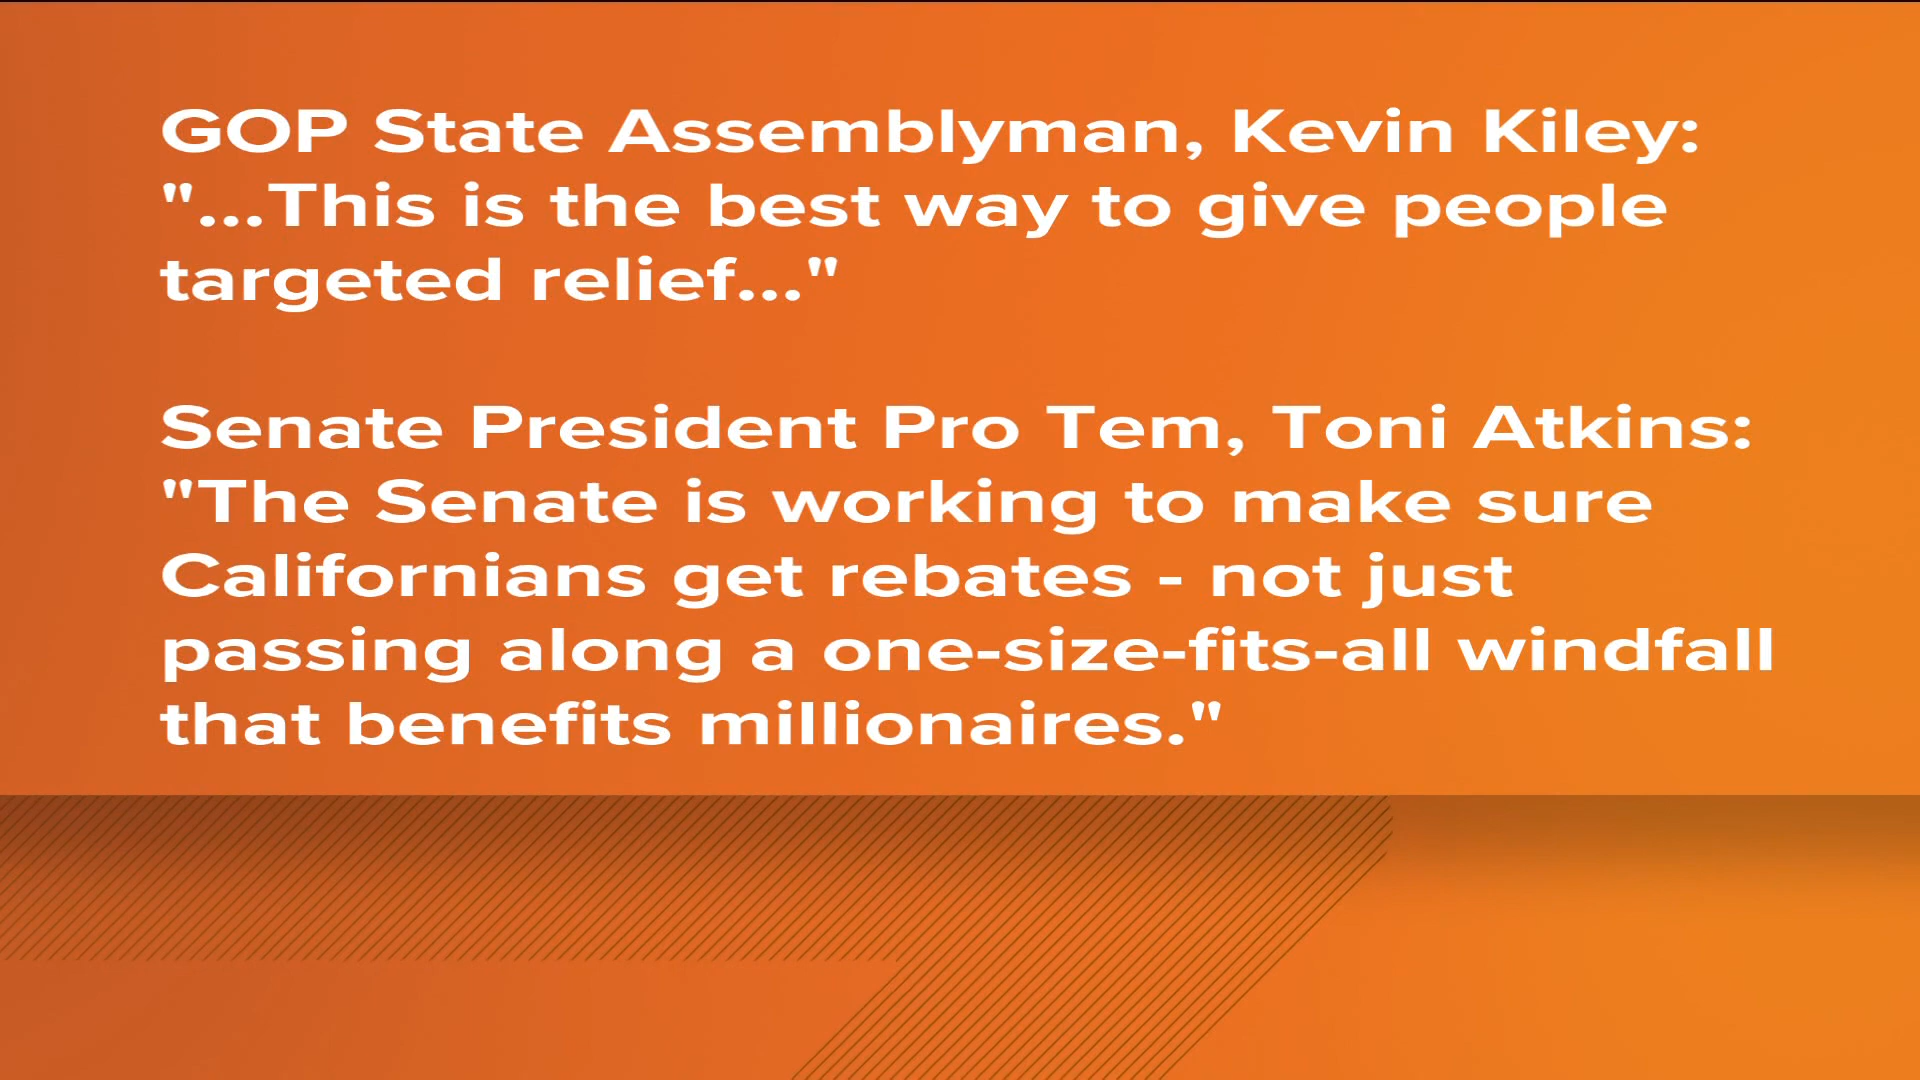 GOP State Assemblyman, Kevin Kiley:
"...This is the best way to give people
targeted relief..."
Senate President Pro Tem, Toni Atkins:
"The Senate is working to make sure
Californians get rebates - not just
passing along a one-size-fits-all windfall
that benefits millionaires."